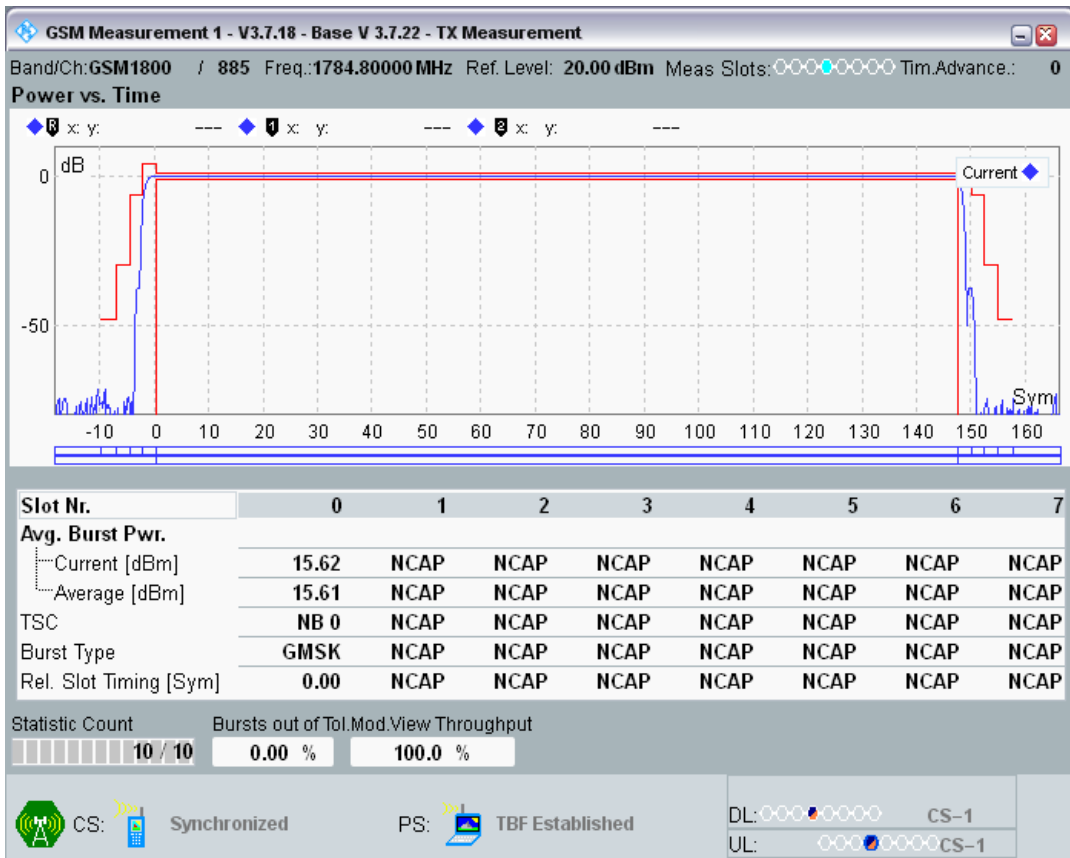 GSM Measurement 1 - V3.7.18 - Base V 3.7.22 - TX Measurement
Band/Ch:GSM1800 / 885 Freq.:1784.80000 MHz Ref. Level: 20.00 dBm Meas Slots: Tim.Advance.: 0
Power vs. Time
R x: y: --- 1 x: y: --- 2 x: y: ---
dB
Current
0
-50
Sym
-10 0 10 20 30 40 50 60 70 80 90 100 110 120 130 140 150 160
Slot Nr. 0 1 2 3 4 5 6 7
Avg. Burst Pwr.
Current [dBm] 15.62 NCAP NCAP NCAP NCAP NCAP NCAP NCAP
Average [dBm] 15.61 NCAP NCAP NCAP NCAP NCAP NCAP NCAP
TSC NB 0 NCAP NCAP NCAP NCAP NCAP NCAP NCAP
Burst Type GMSK NCAP NCAP NCAP NCAP NCAP NCAP NCAP
Rel. Slot Timing [Sym] 0.00 NCAP NCAP NCAP NCAP NCAP NCAP NCAP
Statistic Count Bursts out of Tol.Mod.View Throughput
10 / 10 0.00 % 100.0 %
CS: Synchronized PS: TBF Established
DL: CS-1
UL: CS-1